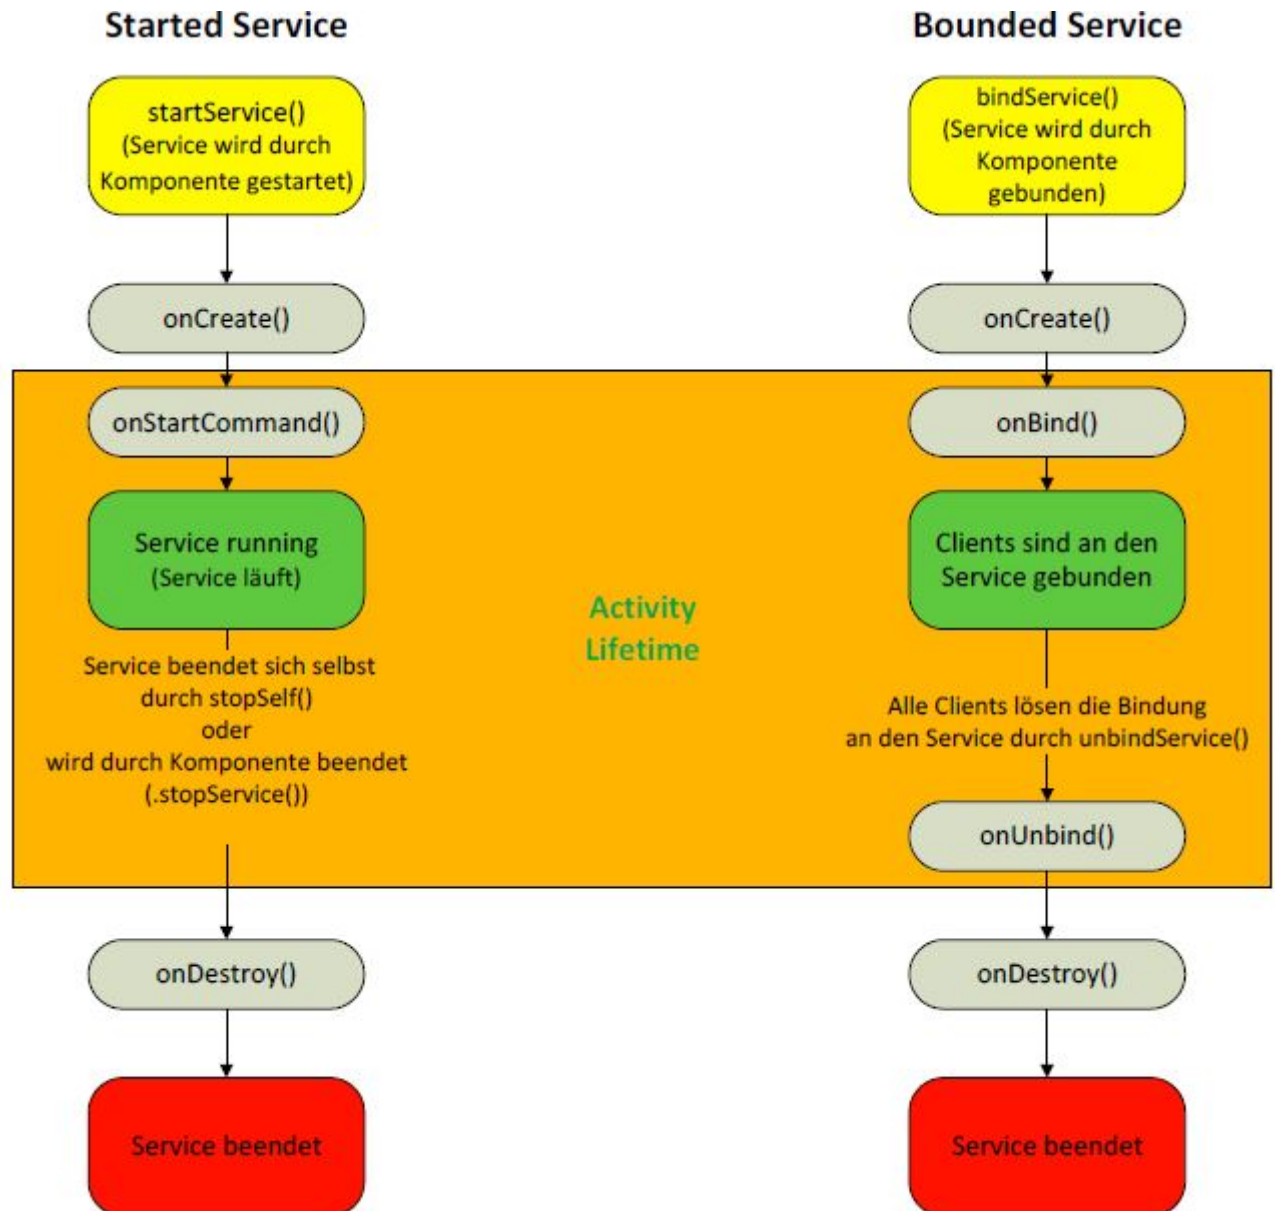 Started Service
startService()
(Service wird durch
Komponente gestartet)
onCreate()
onStartCommand()
Service running
(Service läuft)
Service beendet sich selbst
durch stopSelf()
oder
wird durch Komponente beendet
(.stopService())
onDestroy()
Service beendet
Activity
Lifetime
Bounded Service
bindService()
(Service wird durch
Komponente
gebunden)
onCreate()
onBind()
Clients sind an den
Service gebunden
Alle Clients lösen die Bindung
an den Service durch unbindService()
onUnbind()
onDestroy()
Service beendet